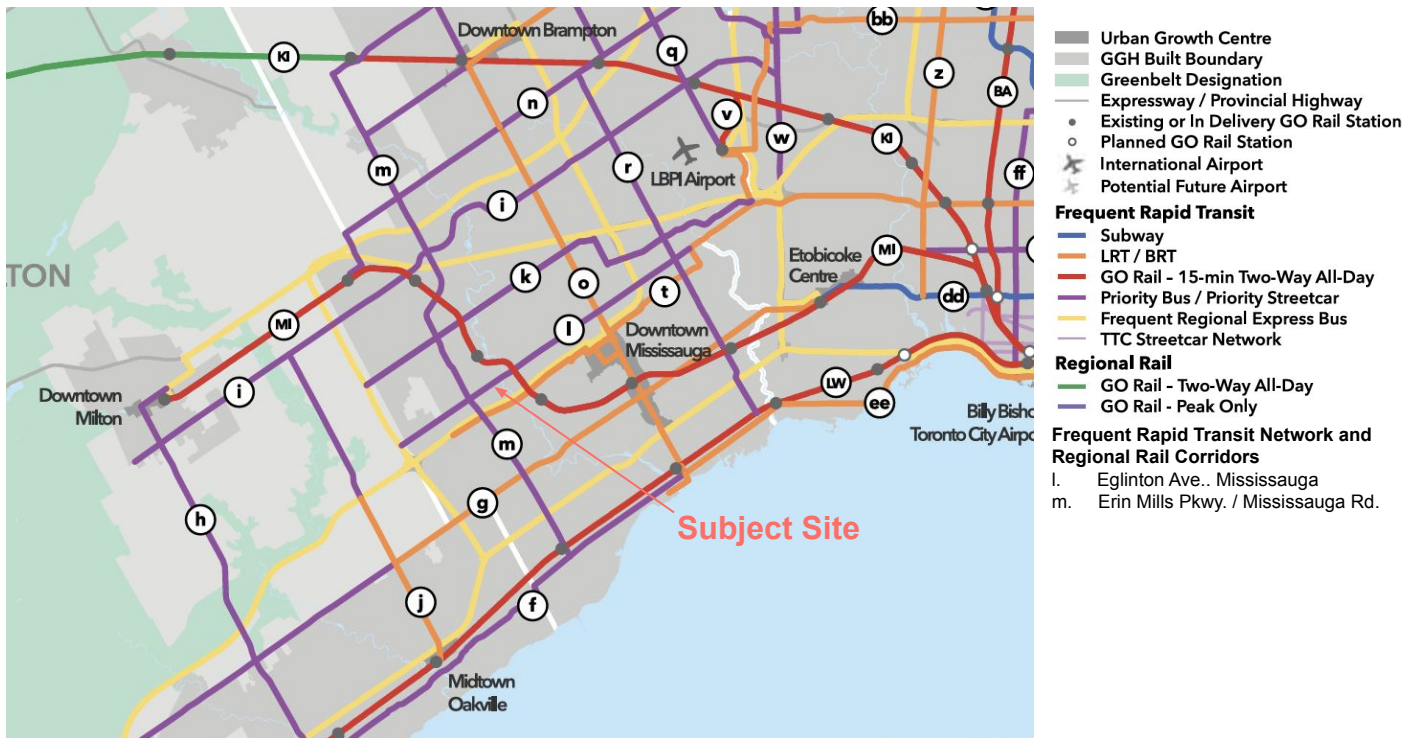 Downtown Brampton
bb
KI
q
z
n
BA
v
w
KI
m
r
ff
LBPI Airport
i
TON
Etobicoke
Centre
MI
k
o
t
dd
MI
l
Downtown
Mississauga
i
LW
ee
Downtown
Milton
Billy Bisho
Toronto City Airpo
m
g
Subject Site
h
j
f
Midtown
Oakville
Urban Growth Centre
GGH Built Boundary
Greenbelt Designation
Expressway / Provincial Highway
Existing or In Delivery GO Rail Station
Planned GO Rail Station
International Airport
Potential Future Airport
Frequent Rapid Transit
Subway
LRT / BRT
GO Rail - 15-min Two-Way All-Day
Priority Bus / Priority Streetcar
Frequent Regional Express Bus
TTC Streetcar Network
Regional Rail
GO Rail - Two-Way All-Day
GO Rail - Peak Only
Frequent Rapid Transit Network and
Regional Rail Corridors
l. Eglinton Ave.. Mississauga
m. Erin Mills Pkwy. / Mississauga Rd.